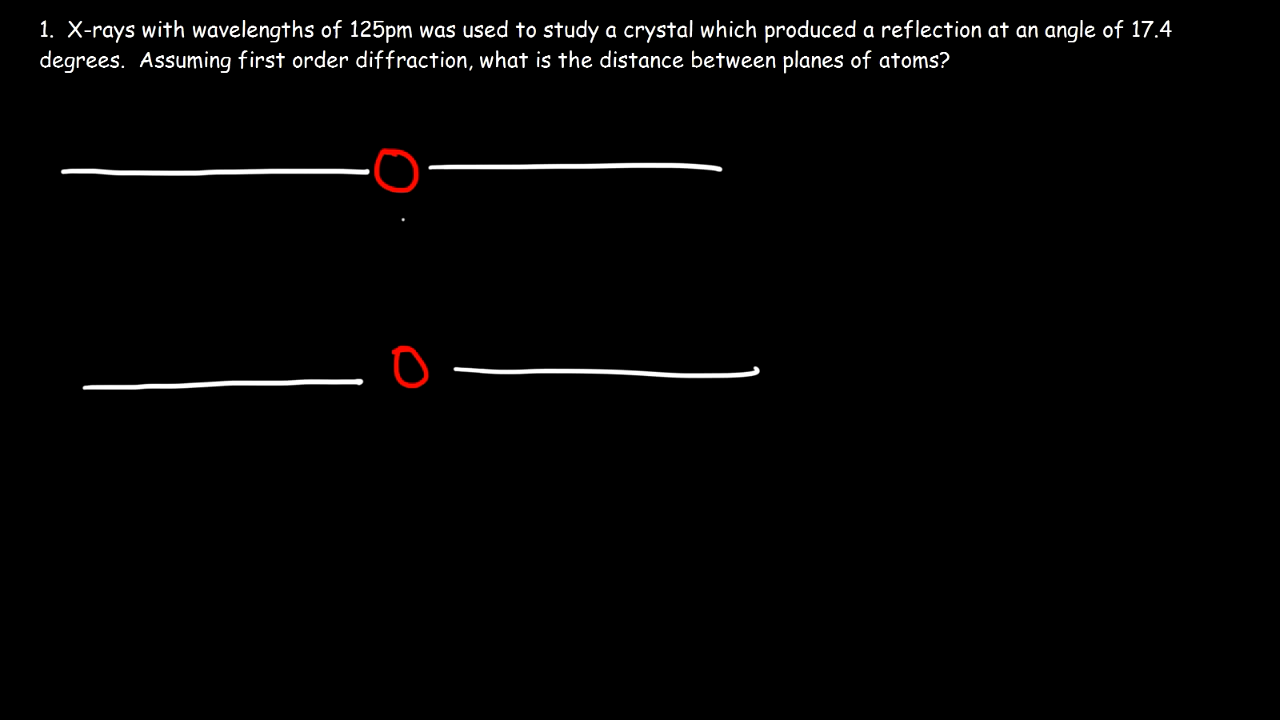 1. X-rays with wavelengths of 125pm was used to study a crystal which produced a reflection at an angle of 17.4
degrees. Assuming first order diffraction, what is the distance between planes of atoms?